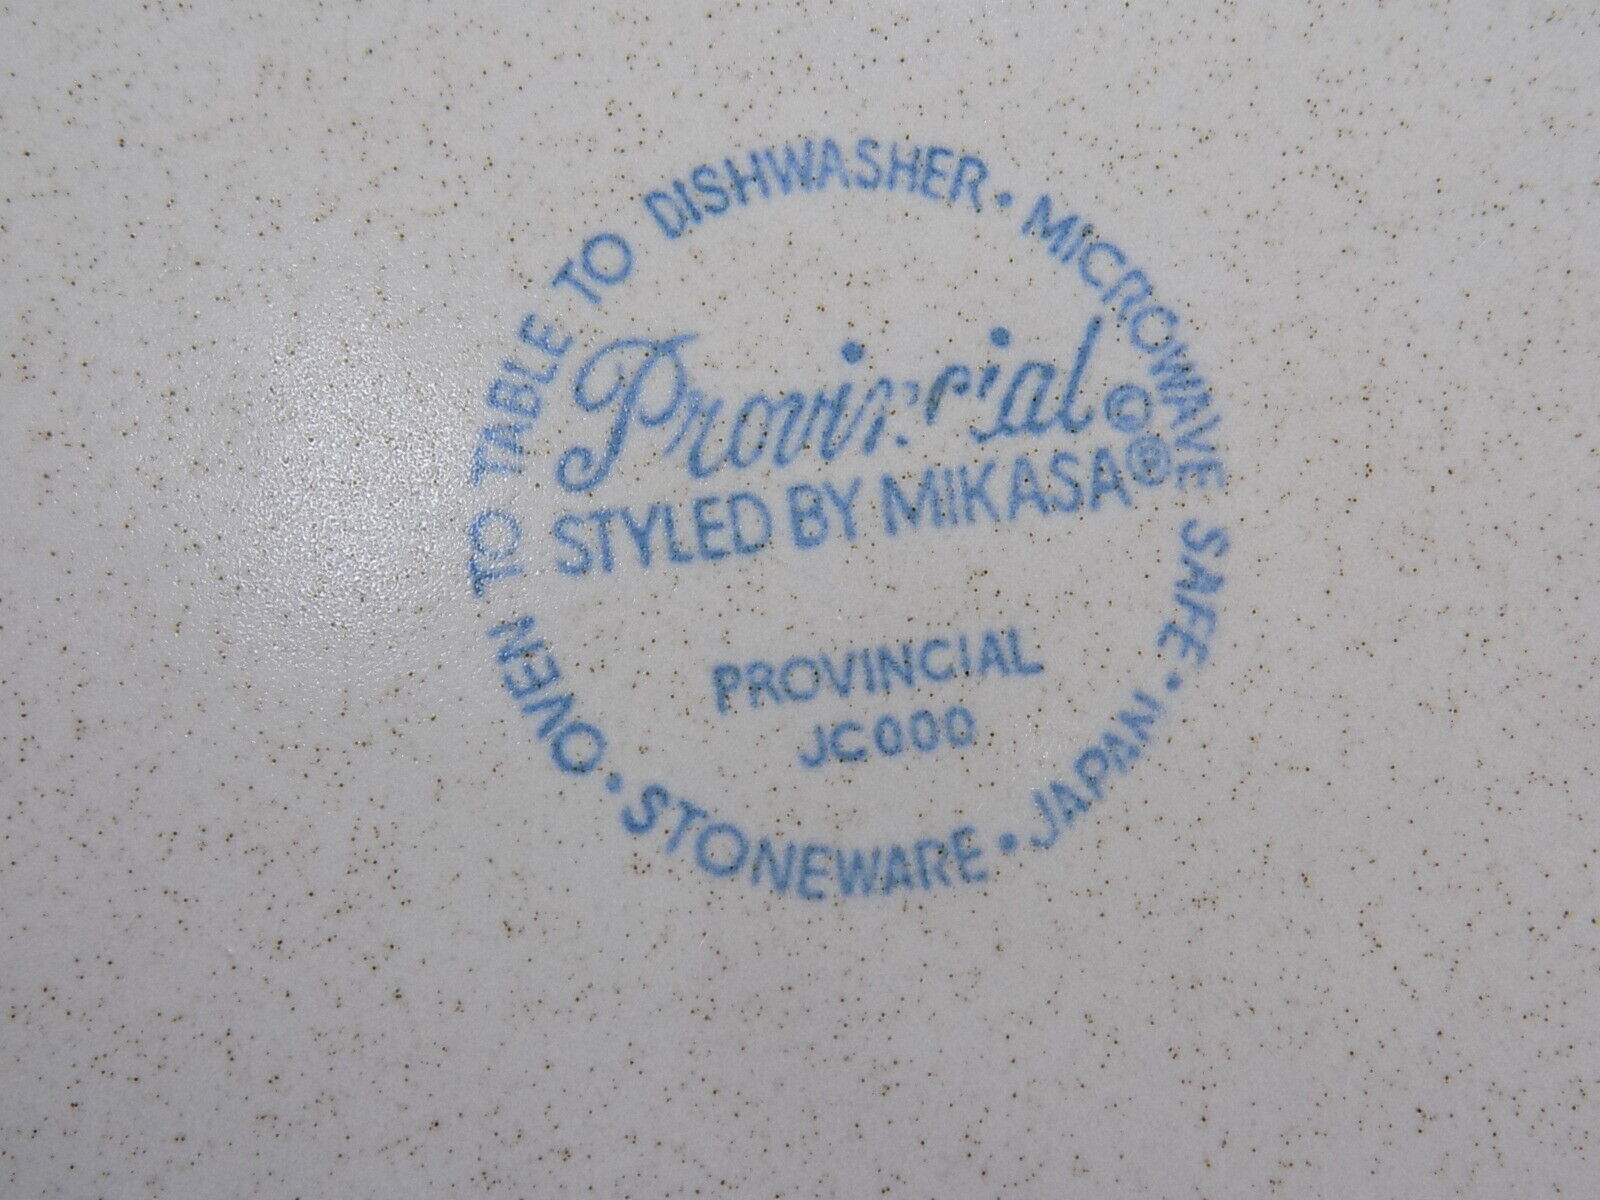 OVEN TO TABLE TO DISHWASHER • MICROWAVE SAFE •
Provincial ©
STYLED BY MIKASA ®
PROVINCIAL
JC000
• STONEWARE • JAPAN